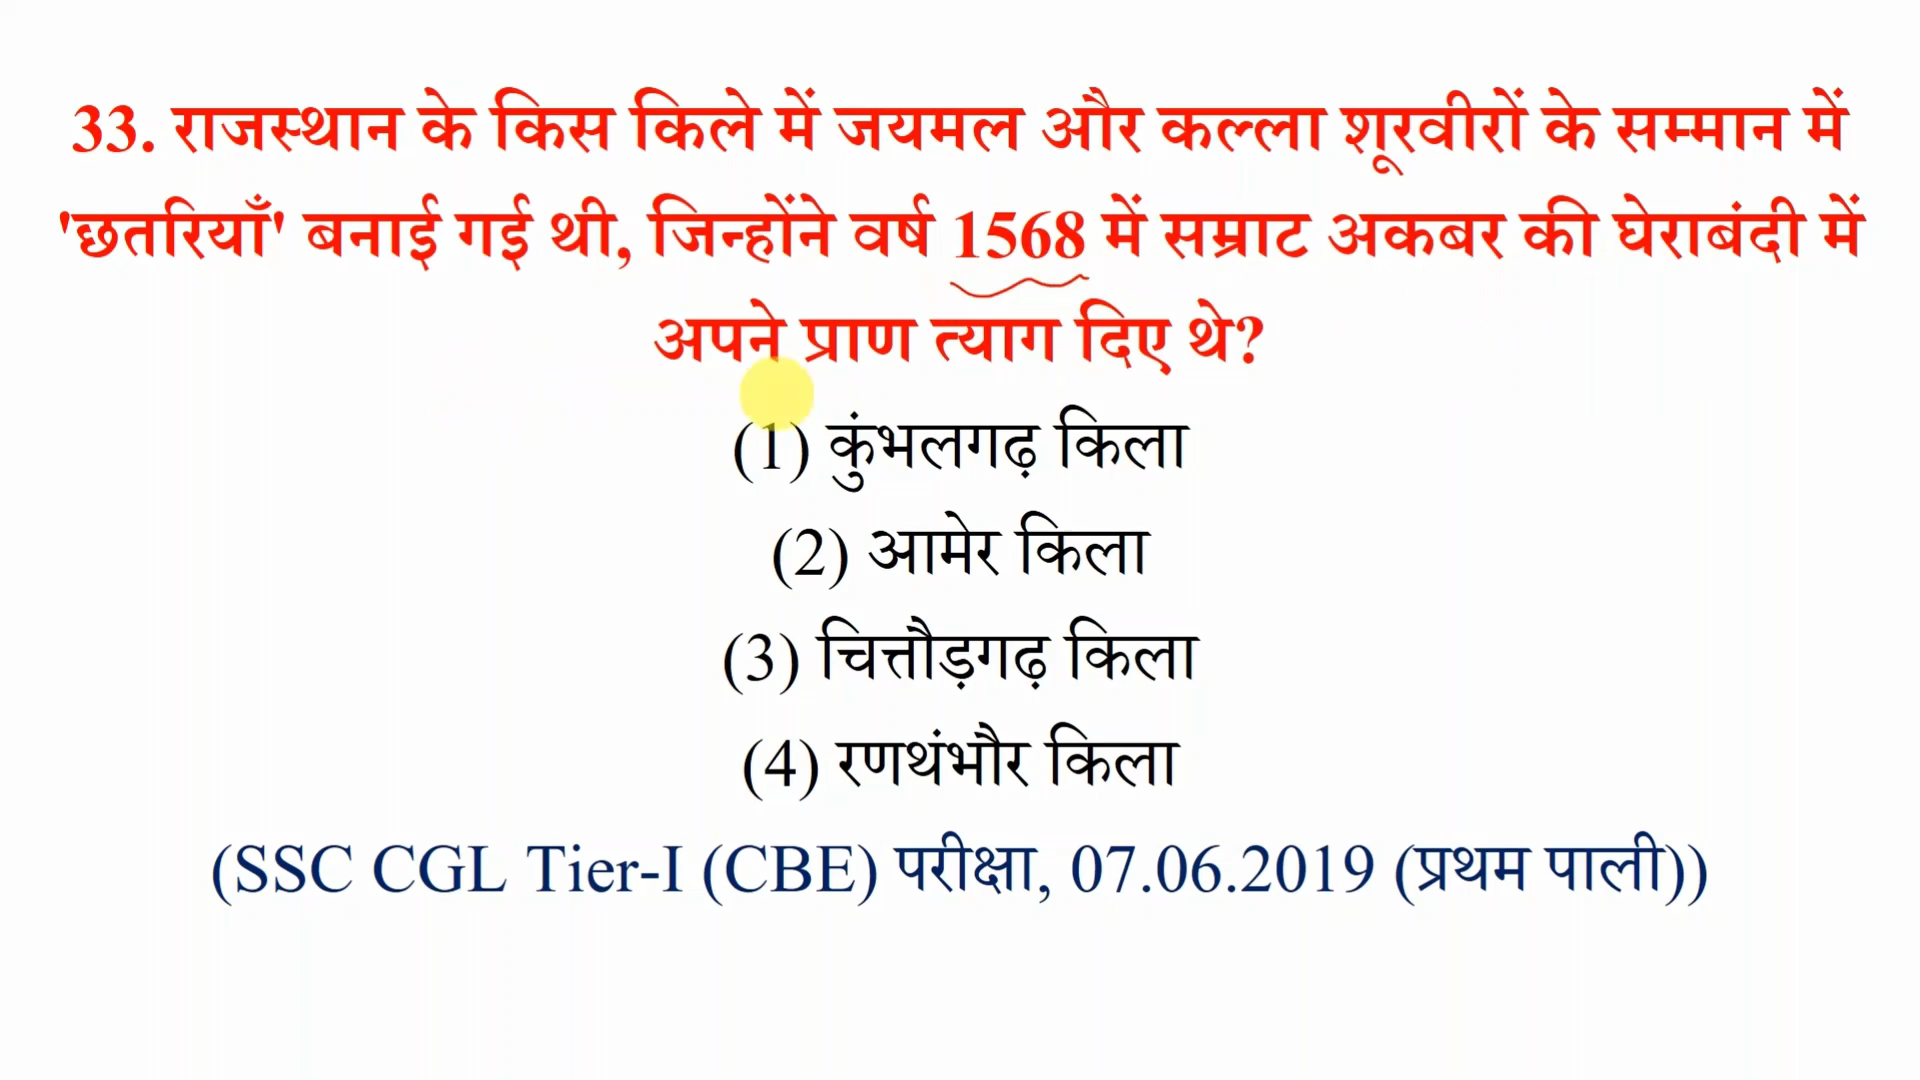 33. राजस्थान के किस किले में जयमल और कल्ला शूरवीरों के सम्मान में
'छतरियाँ' बनाई गई थी, जिन्होंने वर्ष 1568 में सम्राट अकबर की घेराबंदी में
अपने प्राण त्याग दिए थे?
(1) कुंभलगढ़ किला
(2) आमेर किला
(3) चित्तौड़गढ़ किला
(4) रणथंभौर किला
(SSC CGL Tier-I (CBE) परीक्षा, 07.06.2019 (प्रथम पाली))